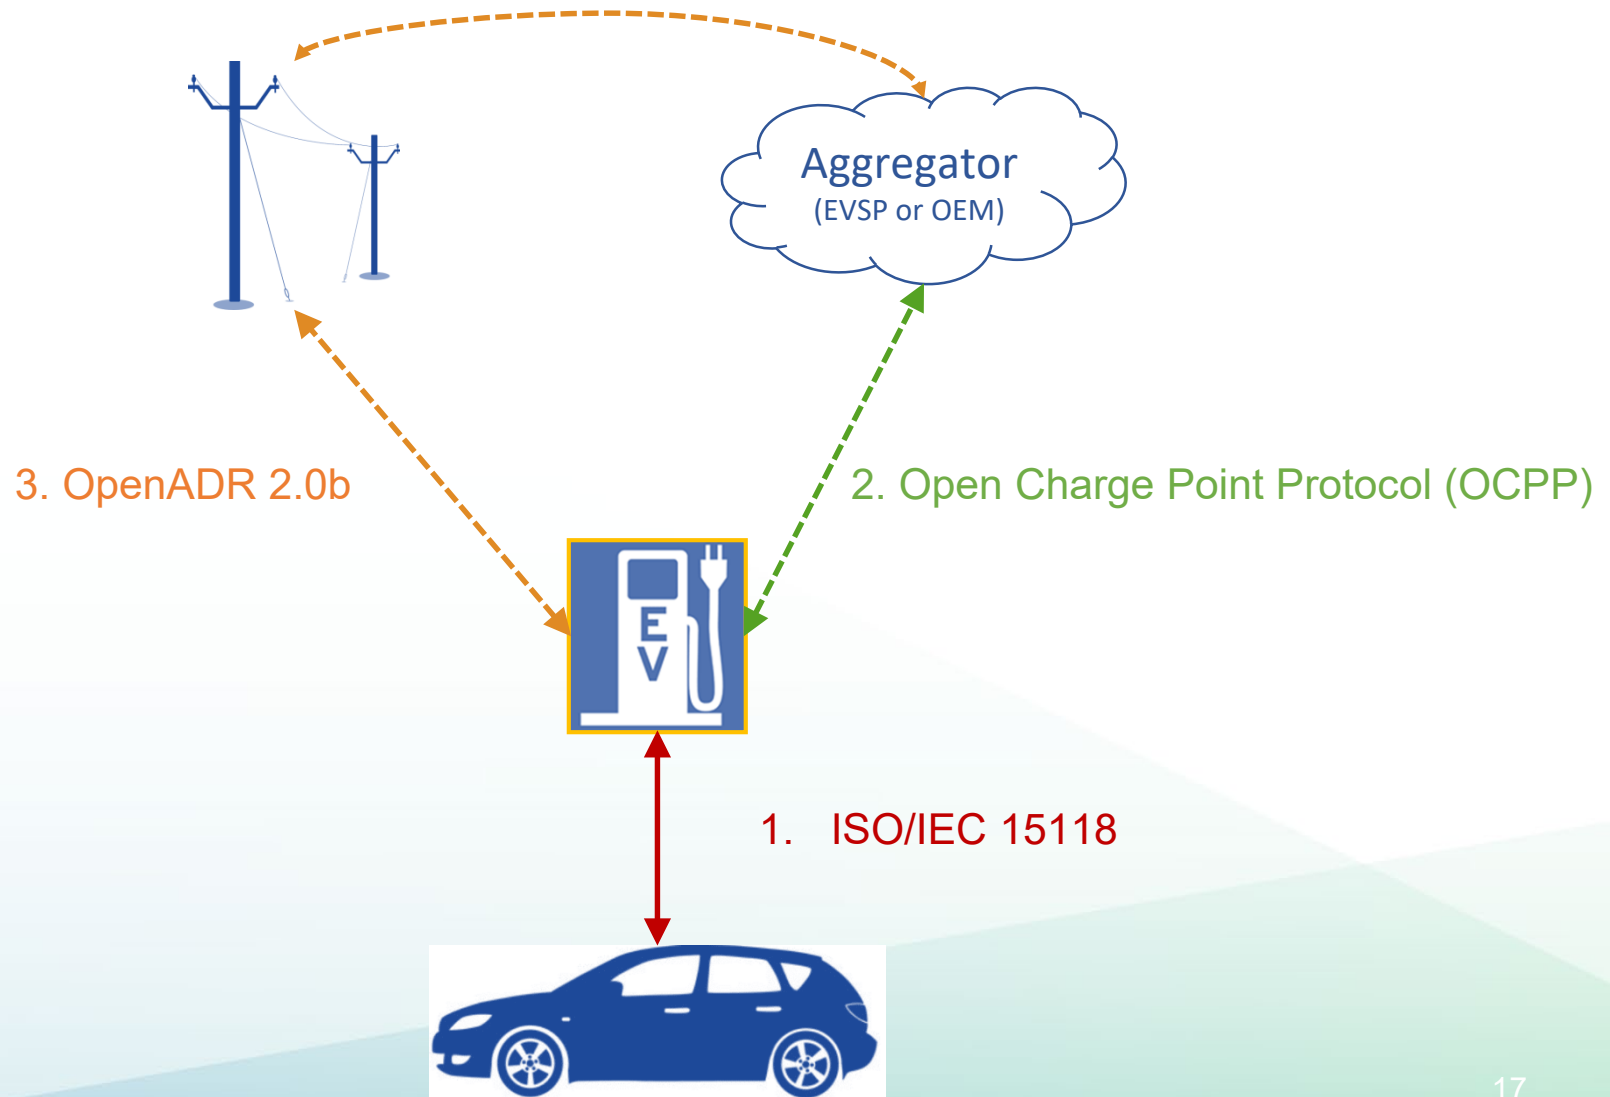 Aggregator
(EVSP or OEM)
3. OpenADR 2.0b
2. Open Charge Point Protocol (OCPP)
E
V
1. ISO/IEC 15118
17